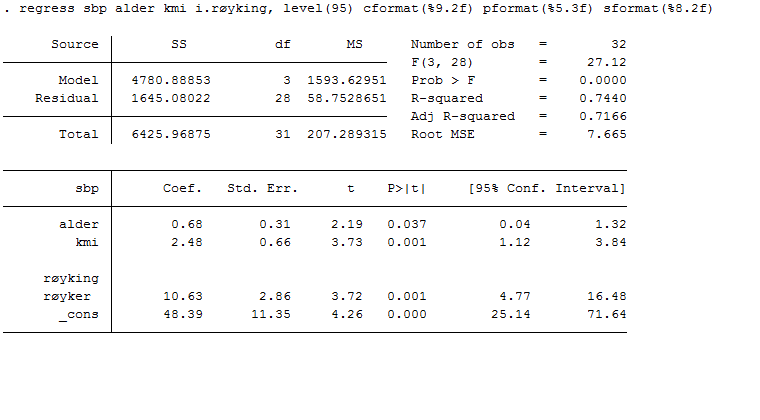 . regress sbp alder kmi i.røyking, level(95) cformat(%9.2f) pformat(%5.3f) sformat(%8.2f)
Source SS df MS Number of obs = 32
F(3, 28) = 27.12
Model 4780.88853 3 1593.62951 Prob > F = 0.0000
Residual 1645.08022 28 58.7528651 R-squared = 0.7440
Adj R-squared = 0.7166
Total 6425.96875 31 207.289315 Root MSE = 7.665
sbp Coef. Std. Err. t P>|t| [95% Conf. Interval]
alder 0.68 0.31 2.19 0.037 0.04 1.32
kmi 2.48 0.66 3.73 0.001 1.12 3.84
røyking
røyker 10.63 2.86 3.72 0.001 4.77 16.48
_cons 48.39 11.35 4.26 0.000 25.14 71.64